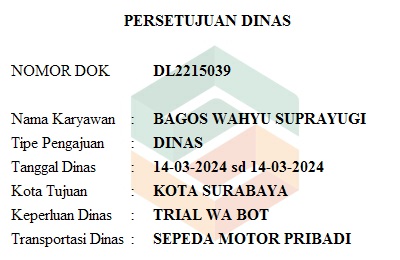 PERSETUJUAN DINAS
NOMOR DOK DL2215039
Nama Karyawan : BAGOS WAHYU SUPRAYUGI
Tipe Pengajuan : DINAS
Tanggal Dinas : 14-03-2024 sd 14-03-2024
Kota Tujuan : KOTA SURABAYA
Keperluan Dinas : TRIAL WA BOT
Transportasi Dinas : SEPEDA MOTOR PRIBADI